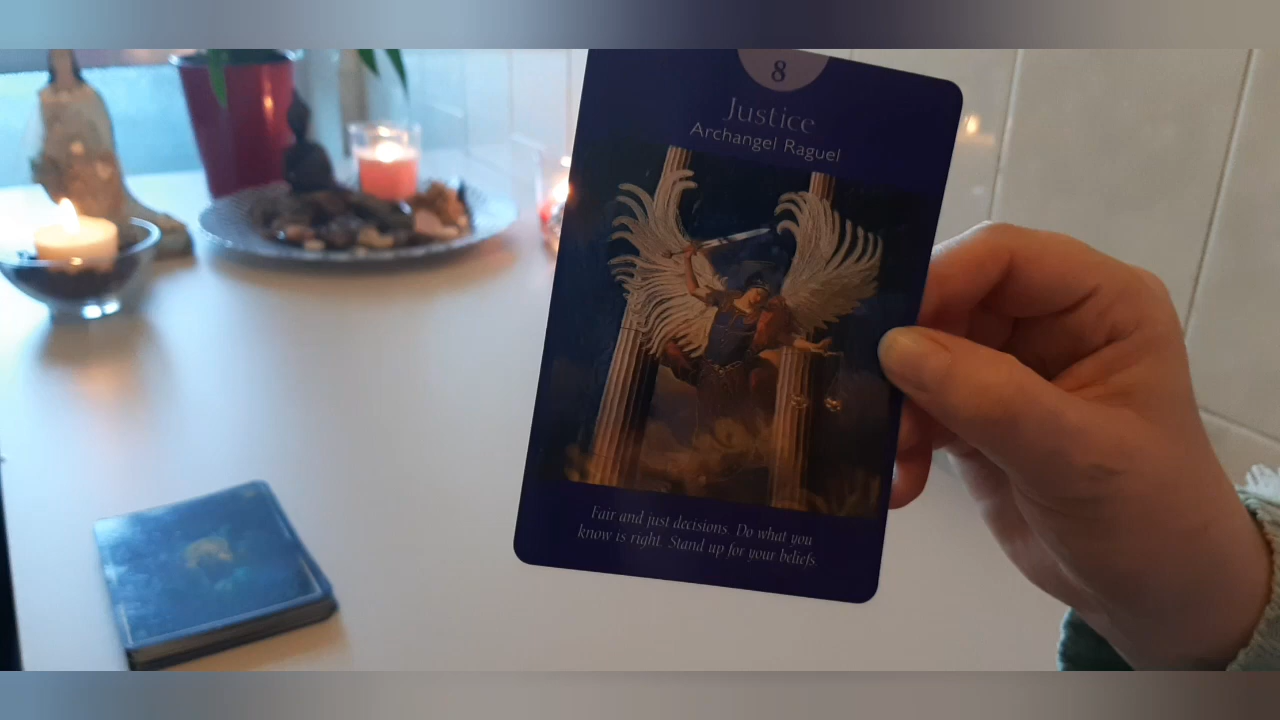 8
Justice
Archangel Raguel
Fair and just decisions. Do what you
know is right. Stand up for your beliefs.